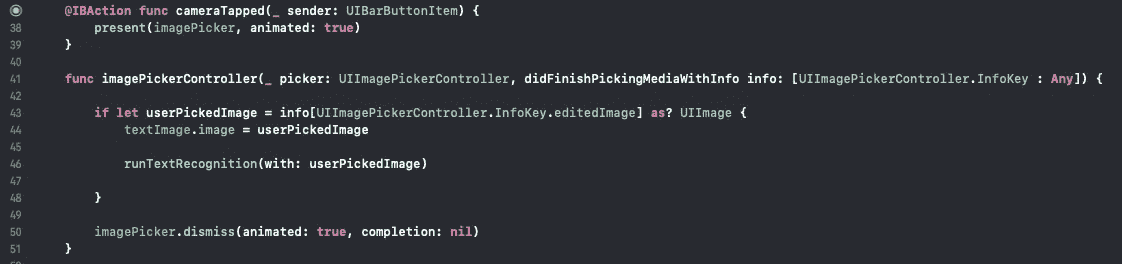 @IBAction func cameraTapped(_ sender: UIBarButtonItem) {
38 present(imagePicker, animated: true)
39 }
40
41 func imagePickerController(_ picker: UIImagePickerController, didFinishPickingMediaWithInfo info: [UIImagePickerController.InfoKey : Any]) {
42
43 if let userPickedImage = info[UIImagePickerController.InfoKey.editedImage] as? UIImage {
44 textImage.image = userPickedImage
45
46 runTextRecognition(with: userPickedImage)
47
48 }
49
50 imagePicker.dismiss(animated: true, completion: nil)
51 }